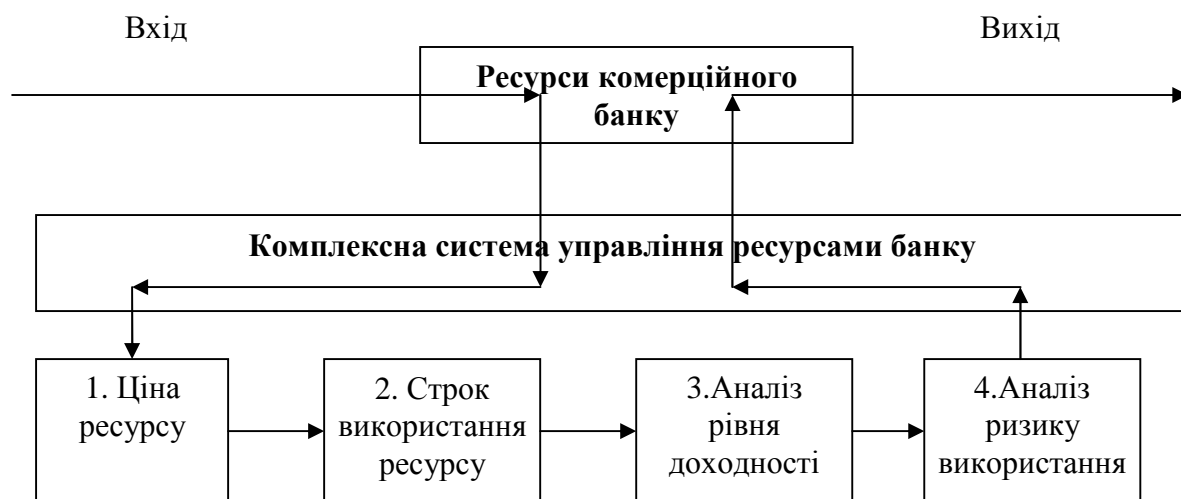 Вхід
Вихід
Ресурси комерційного
банку
Комплексна система управління ресурсами банку
1. Ціна
ресурсу
2. Строк
використання
ресурсу
3.Аналіз
рівня
доходності
4.Аналіз
ризику
використання